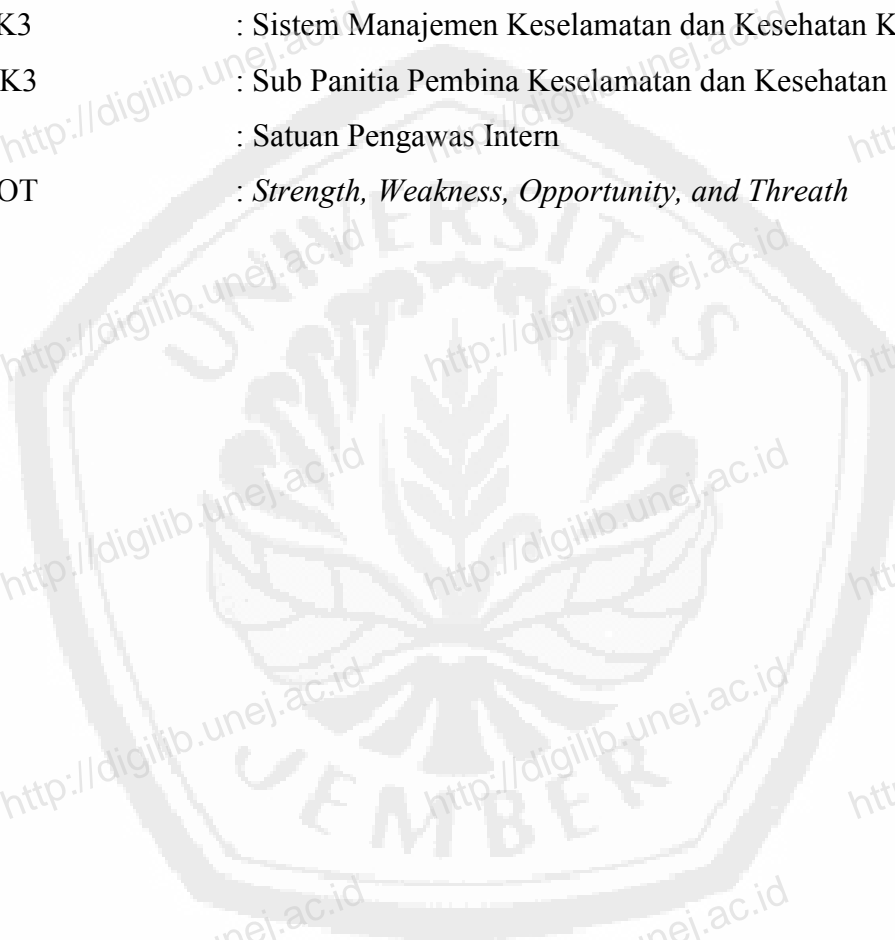 K3 : Sistem Manajemen Keselamatan dan Kesehatan K
K3 : Sub Panitia Pembina Keselamatan dan Kesehatan
: Satuan Pengawas Intern
OT : Strength, Weakness, Opportunity, and Threath
UNIVERSITAS
JEMBER
http://digilib.unej.ac.id
http://digilib.unej.ac.id
http://digilib.unej.ac.id
http://digilib.unej.ac.id
http://digilib.unej.ac.id
http://digilib.unej.ac.id
http://digilib.unej.ac.id
http://digilib.unej.ac.id